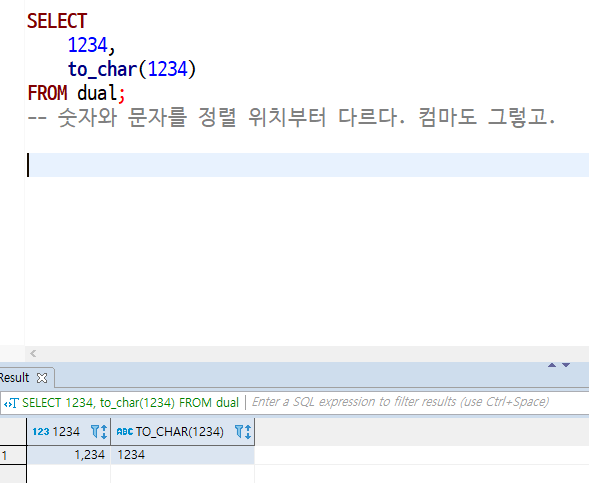 SELECT
1234,
to_char(1234)
FROM dual;
-- 숫자와 문자를 정렬 위치부터 다르다. 컴마도 그렇고.
Result
SELECT 1234, to_char(1234) FROM dual Enter a SQL expression to filter results (use Ctrl+Space)
123 1234 ABC TO_CHAR(1234)
1 1,234 1234